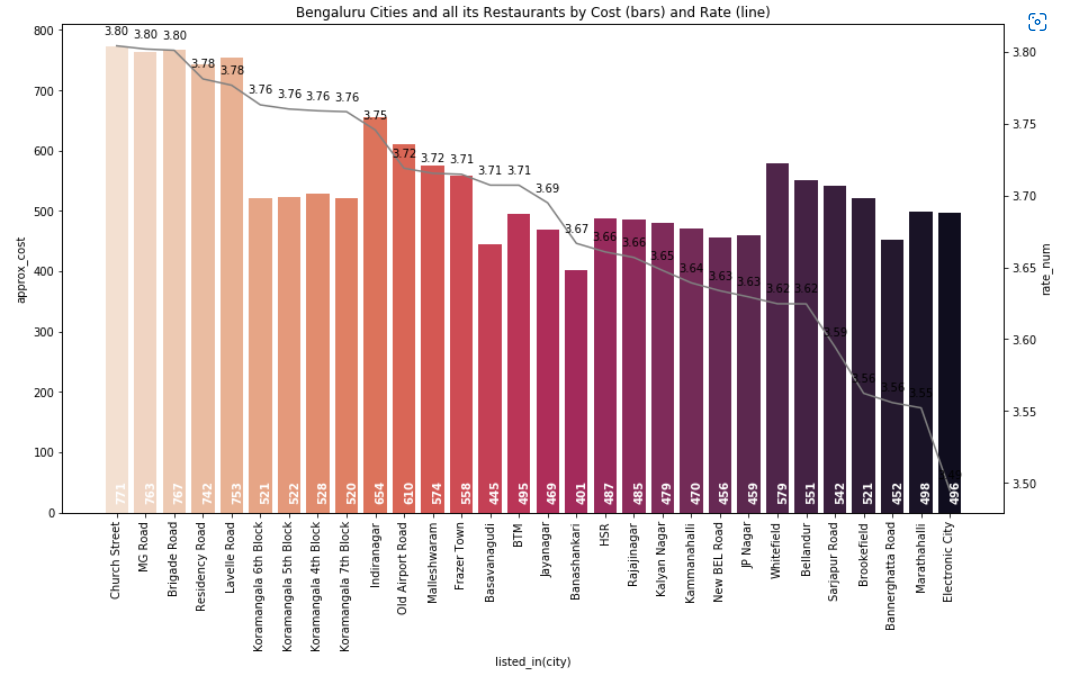 Bengaluru Cities and all its Restaurants by Cost (bars) and Rate (line)
approx_cost
800
700
600
500
400
300
200
100
0
3.80
3.80
3.80
3.78
3.78
3.76
3.76
3.76
3.76
3.75
3.72
3.72
3.71
3.71
3.71
3.69
3.67
3.66
3.66
3.65
3.64
3.63
3.63
3.62
3.62
3.59
3.56
3.56
3.55
771
763
767
742
753
521
522
528
520
654
610
574
558
445
495
469
401
487
485
479
470
456
459
579
551
542
521
452
498
496
rate_num
3.80
3.75
3.70
3.65
3.60
3.55
3.50
Church Street
MG Road
Brigade Road
Residency Road
Lavelle Road
Koramangala 6th Block
Koramangala 5th Block
Koramangala 4th Block
Koramangala 7th Block
Indiranagar
Old Airport Road
Malleshwaram
Frazer Town
Basavanagudi
BTM
Jayanagar
Banashankari
HSR
Rajajinagar
Kalyan Nagar
Kammanahalli
New BEL Road
JP Nagar
Whitefield
Bellandur
Sarjapur Road
Brookefield
Bannerghatta Road
Marathahalli
Electronic City
listed_in(city)